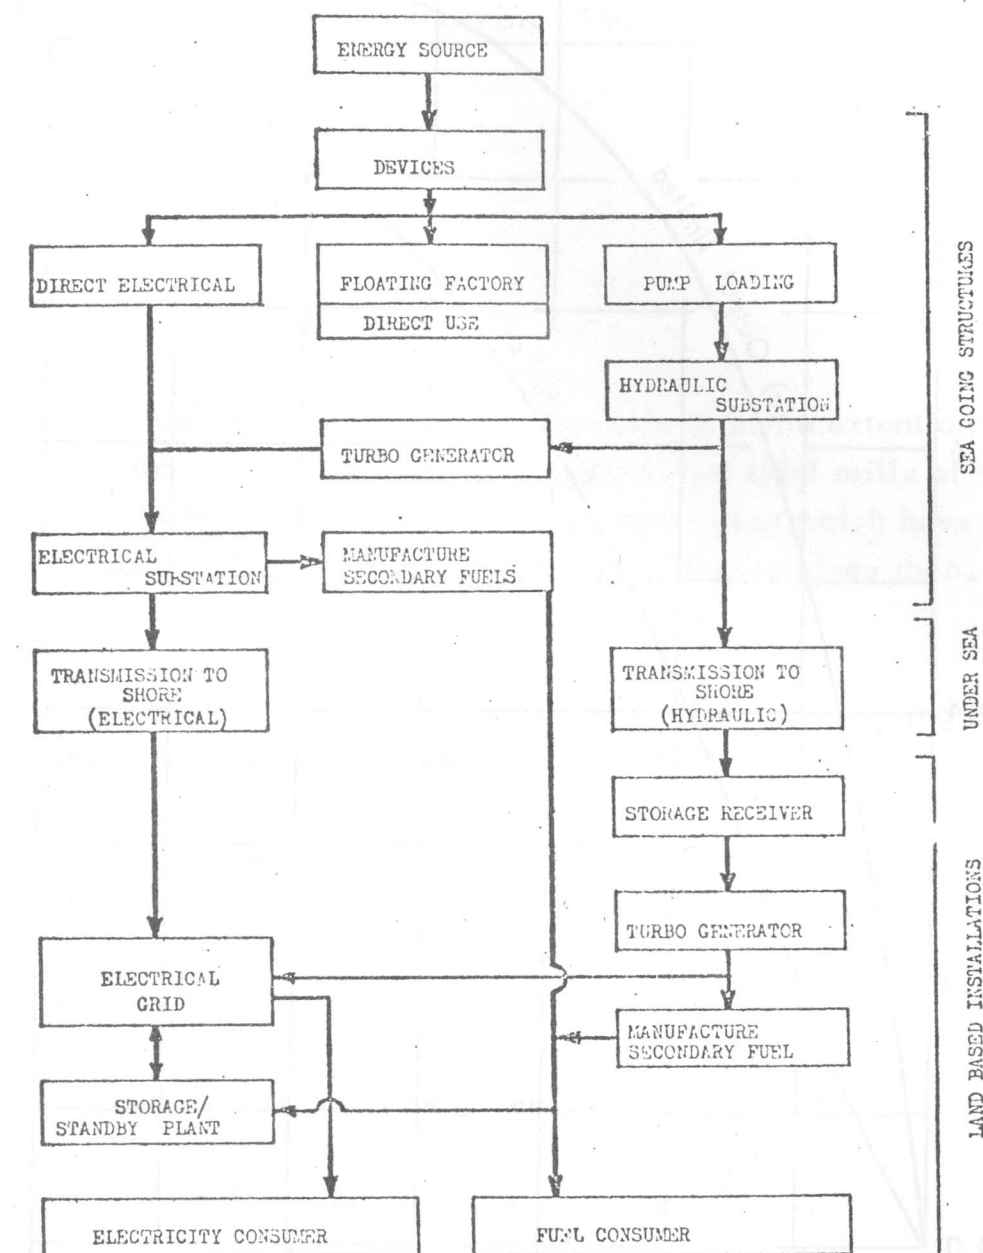 ENERGY SOURCE
DEVICES
DIRECT ELECTRICAL
FLOATING FACTORY
DIRECT USE
PUMP LOADING
HYDRAULIC
SUBSTATION
TURBO GENERATOR
ELECTRICAL
SUBSTATION
MANUFACTURE
SECONDARY FUELS
SEA GOING STRUCTURES
TRANSMISSION TO
SHORE
(ELECTRICAL)
TRANSMISSION TO
SHORE
(HYDRAULIC)
UNDER SEA
STORAGE RECEIVER
TURBO GENERATOR
ELECTRICAL
GRID
MANUFACTURE
SECONDARY FUEL
STORAGE/
STANDBY PLANT
LAND BASED INSTALLATIONS
ELECTRICITY CONSUMER
FUEL CONSUMER